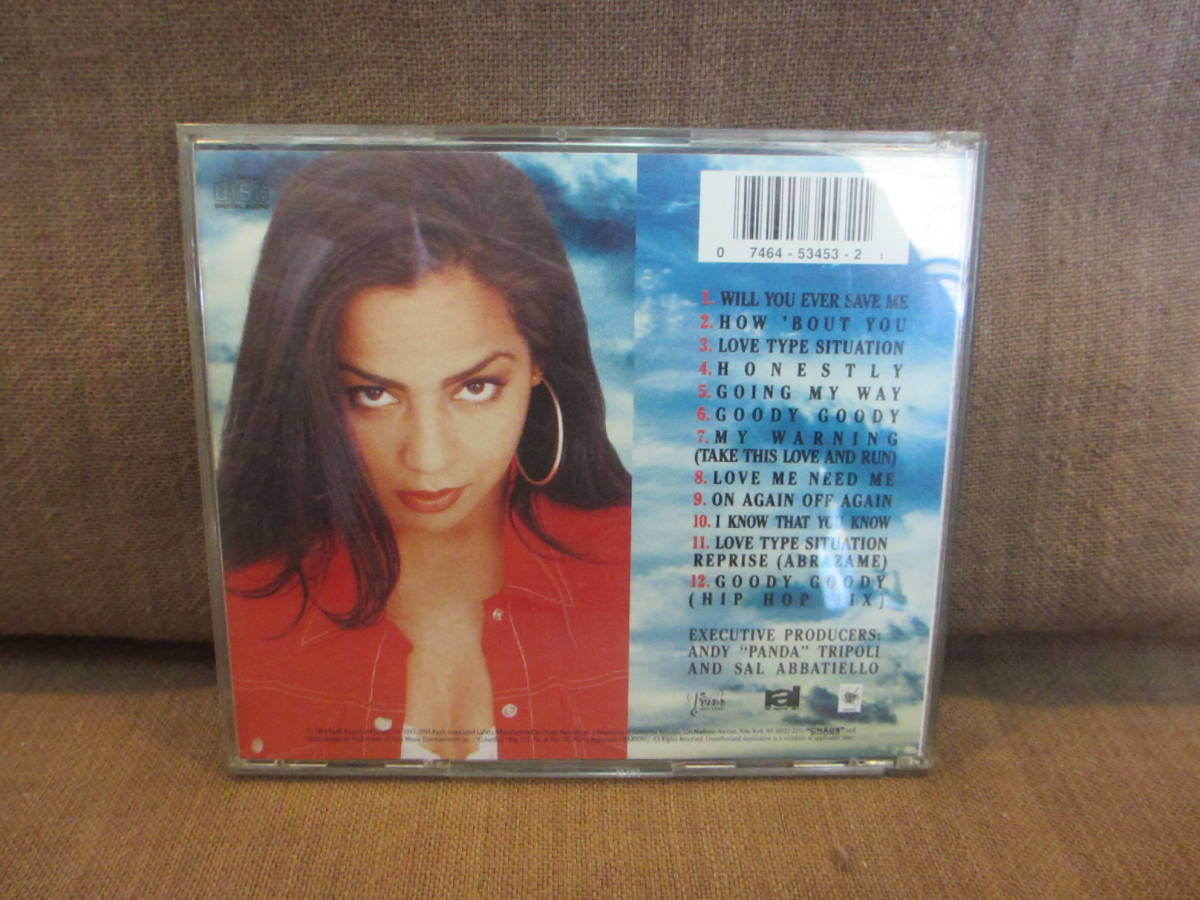 DIGITAL AUDIO
0 7464 - 53453 - 2
1. WILL YOU EVER SAVE ME
2. HOW 'BOUT YOU
3. LOVE TYPE SITUATION
4. HONESTLY
5. GOING MY WAY
6. GOODY GOODY
7. MY WARNING
(TAKE THIS LOVE AND RUN)
8. LOVE ME NEED ME
9. ON AGAIN OFF AGAIN
10. I KNOW THAT YOU KNOW
11. LOVE TYPE SITUATION
REPRISE (ABRAZAME)
12. GOODY GOODY
(HIP HOP MIX)
EXECUTIVE PRODUCERS:
ANDY "PANDA" TRIPOLI
AND SAL ABBATIELLO
ral